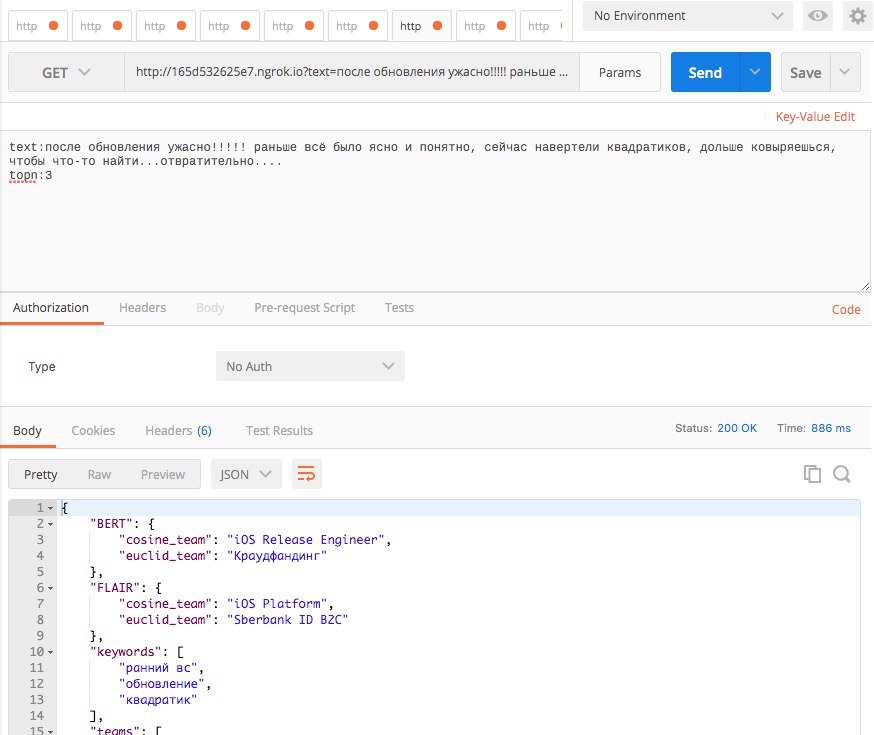 http http http http http http http http http No Environment
GET http://165d532625e7.ngrok.io?text=после обновления ужасно!!!!! раньше ... Params Send Save
Key-Value Edit
text:после обновления ужасно!!!!! раньше всё было ясно и понятно, сейчас навертели квадратиков, дольше ковыряешься,
чтобы что-то найти...отвратительно....
topn:3
Authorization Headers Body Pre-request Script Tests Code
Type No Auth
Body Cookies Headers (6) Test Results Status: 200 OK Time: 886 ms
Pretty Raw Preview JSON
1 {
2 "BERT": {
3 "cosine_team": "iOS Release Engineer",
4 "euclid_team": "Краудфандинг"
5 },
6 "FLAIR": {
7 "cosine_team": "iOS Platform",
8 "euclid_team": "Sberbank ID B2C"
9 },
10 "keywords": [
11 "ранний вс",
12 "обновление",
13 "квадратик"
14 ],
15 "teams": [